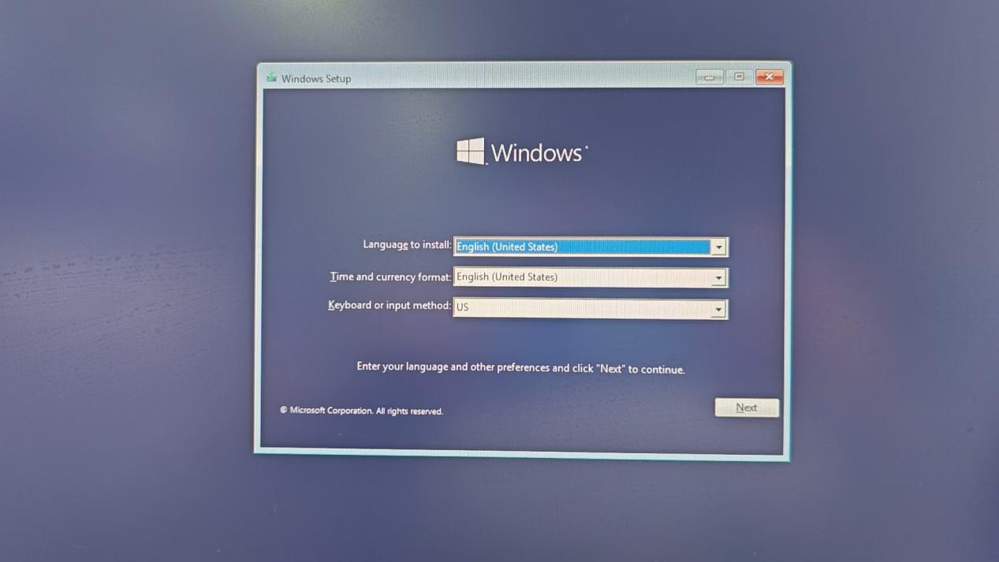 Windows Setup
Windows
Language to install: English (United States)
Time and currency format: English (United States)
Keyboard or input method: US
Enter your language and other preferences and click "Next" to continue.
© Microsoft Corporation. All rights reserved.
Next